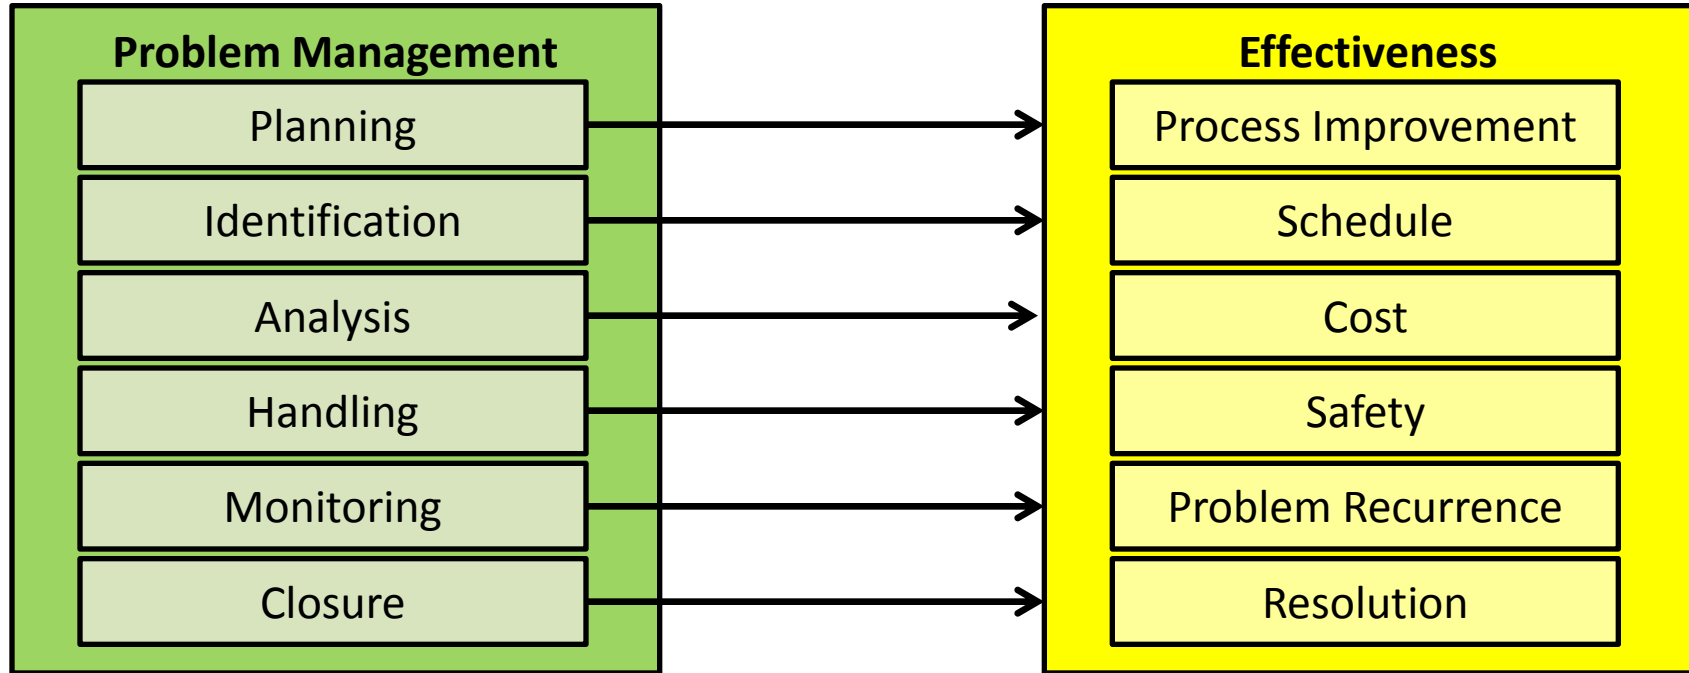 Problem Management
Planning
Identification
Analysis
Handling
Monitoring
Closure
Effectiveness
Process Improvement
Schedule
Cost
Safety
Problem Recurrence
Resolution